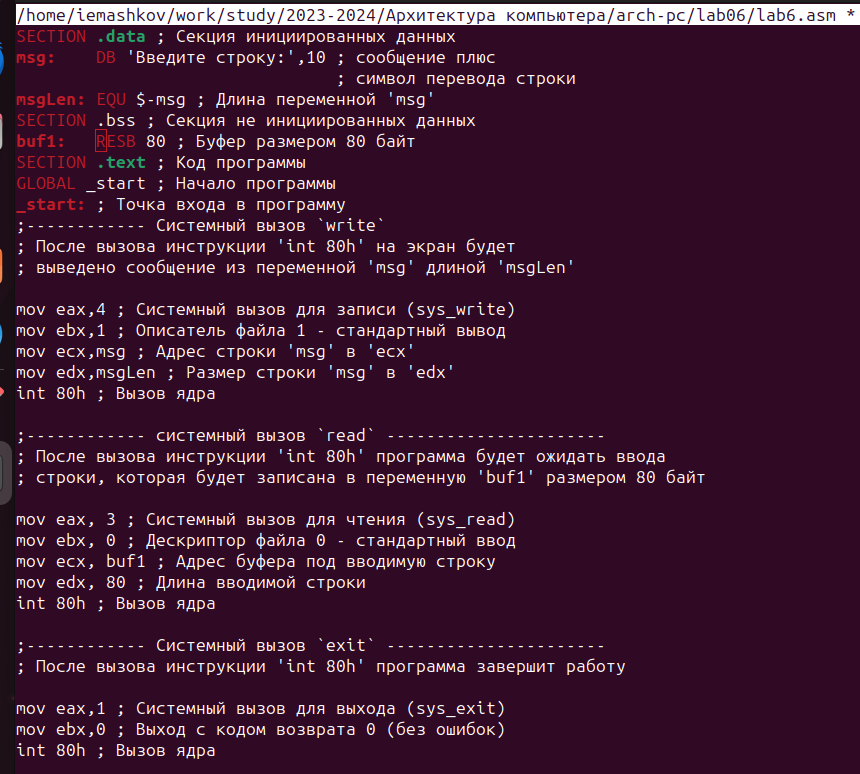 /home/iemashkov/work/study/2023-2024/Архитектура компьютера/arch-pc/lab06/lab6.asm *
SECTION .data ; Секция инициированных данных
msg:    DB 'Введите строку:',10 ; сообщение плюс
                                ; символ перевода строки
msgLen: EQU $-msg ; Длина переменной 'msg'
SECTION .bss ; Секция не инициированных данных
buf1:   RESB 80 ; Буфер размером 80 байт
SECTION .text ; Код программы
GLOBAL _start ; Начало программы
_start: ; Точка входа в программу
;------------ Системный вызов `write`
; После вызова инструкции 'int 80h' на экран будет
; выведено сообщение из переменной 'msg' длиной 'msgLen'

mov eax,4 ; Системный вызов для записи (sys_write)
mov ebx,1 ; Описатель файла 1 - стандартный вывод
mov ecx,msg ; Адрес строки 'msg' в 'ecx'
mov edx,msgLen ; Размер строки 'msg' в 'edx'
int 80h ; Вызов ядра

;------------ системный вызов `read` ----------------------
; После вызова инструкции 'int 80h' программа будет ожидать ввода
; строки, которая будет записана в переменную 'buf1' размером 80 байт

mov eax, 3 ; Системный вызов для чтения (sys_read)
mov ebx, 0 ; Дескриптор файла 0 - стандартный ввод
mov ecx, buf1 ; Адрес буфера под вводимую строку
mov edx, 80 ; Длина вводимой строки
int 80h ; Вызов ядра

;------------ Системный вызов `exit` ----------------------
; После вызова инструкции 'int 80h' программа завершит работу

mov eax,1 ; Системный вызов для выхода (sys_exit)
mov ebx,0 ; Выход с кодом возврата 0 (без ошибок)
int 80h ; Вызов ядра